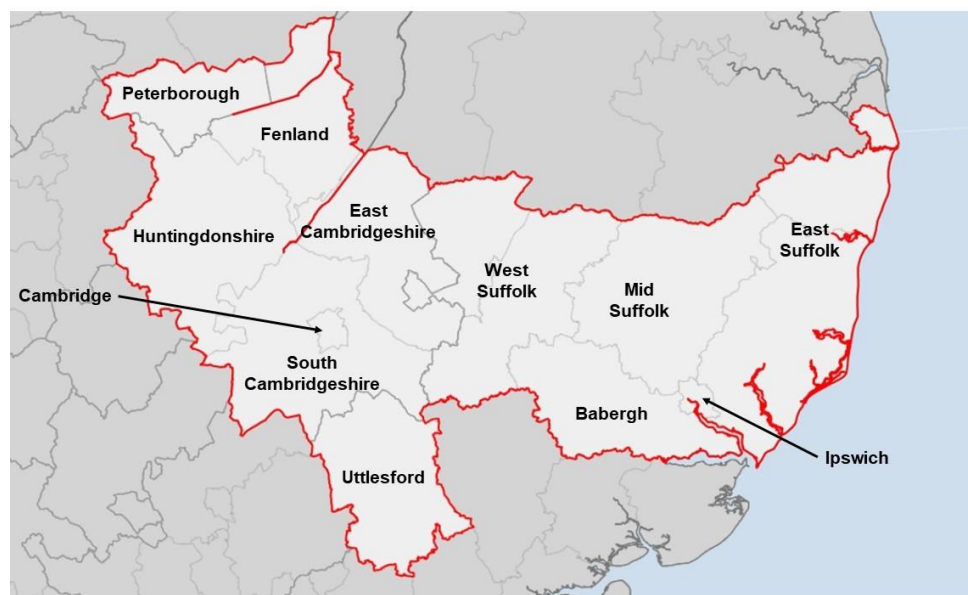 Peterborough
Fenland
East
Cambridgeshire
Huntingdonshire
East
Suffolk
West
Suffolk
Mid
Suffolk
Cambridge
South
Cambridgeshire
Babergh
Ipswich
Uttlesford